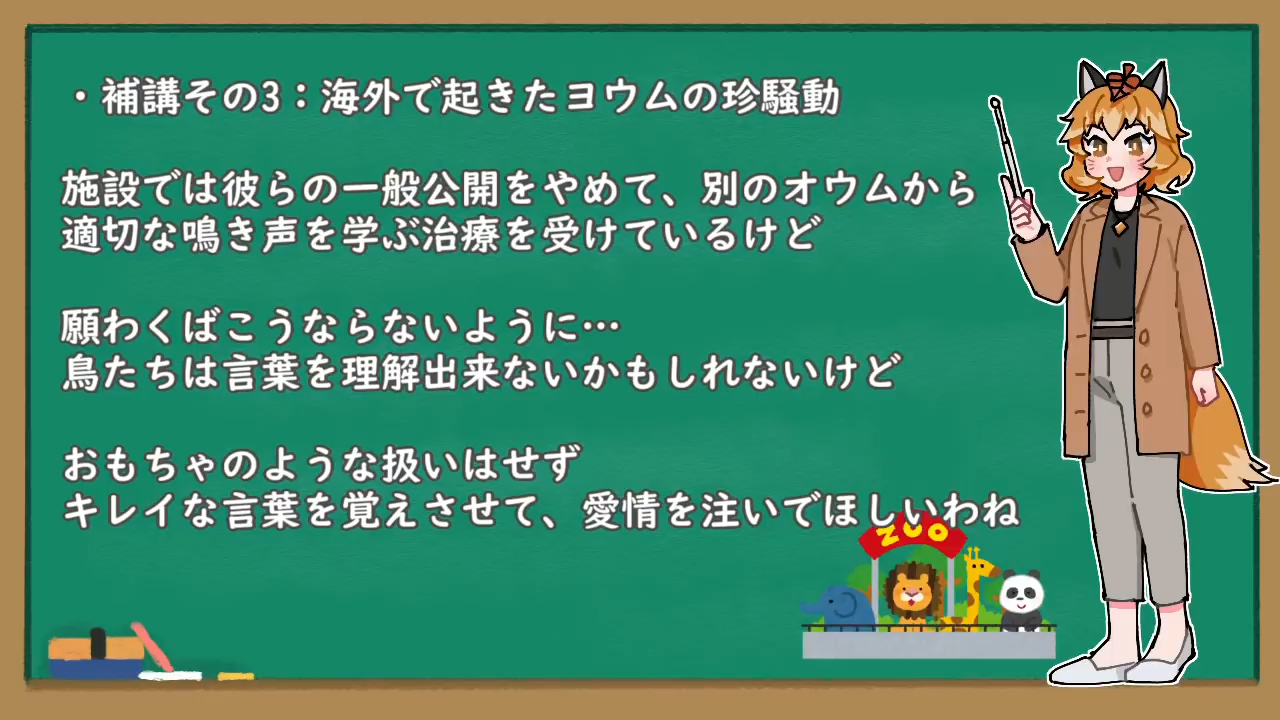 ・補講その3：海外で起きたヨウムの珍騒動
施設では彼らの一般公開をやめて、別のオウムから
適切な鳴き声を学ぶ治療を受けているけど
願わくばこうならないように…
鳥たちは言葉を理解出来ないかもしれないけど
おもちゃのような扱いはせず
キレイな言葉を覚えさせて、愛情を注いでほしいわね
ZOO